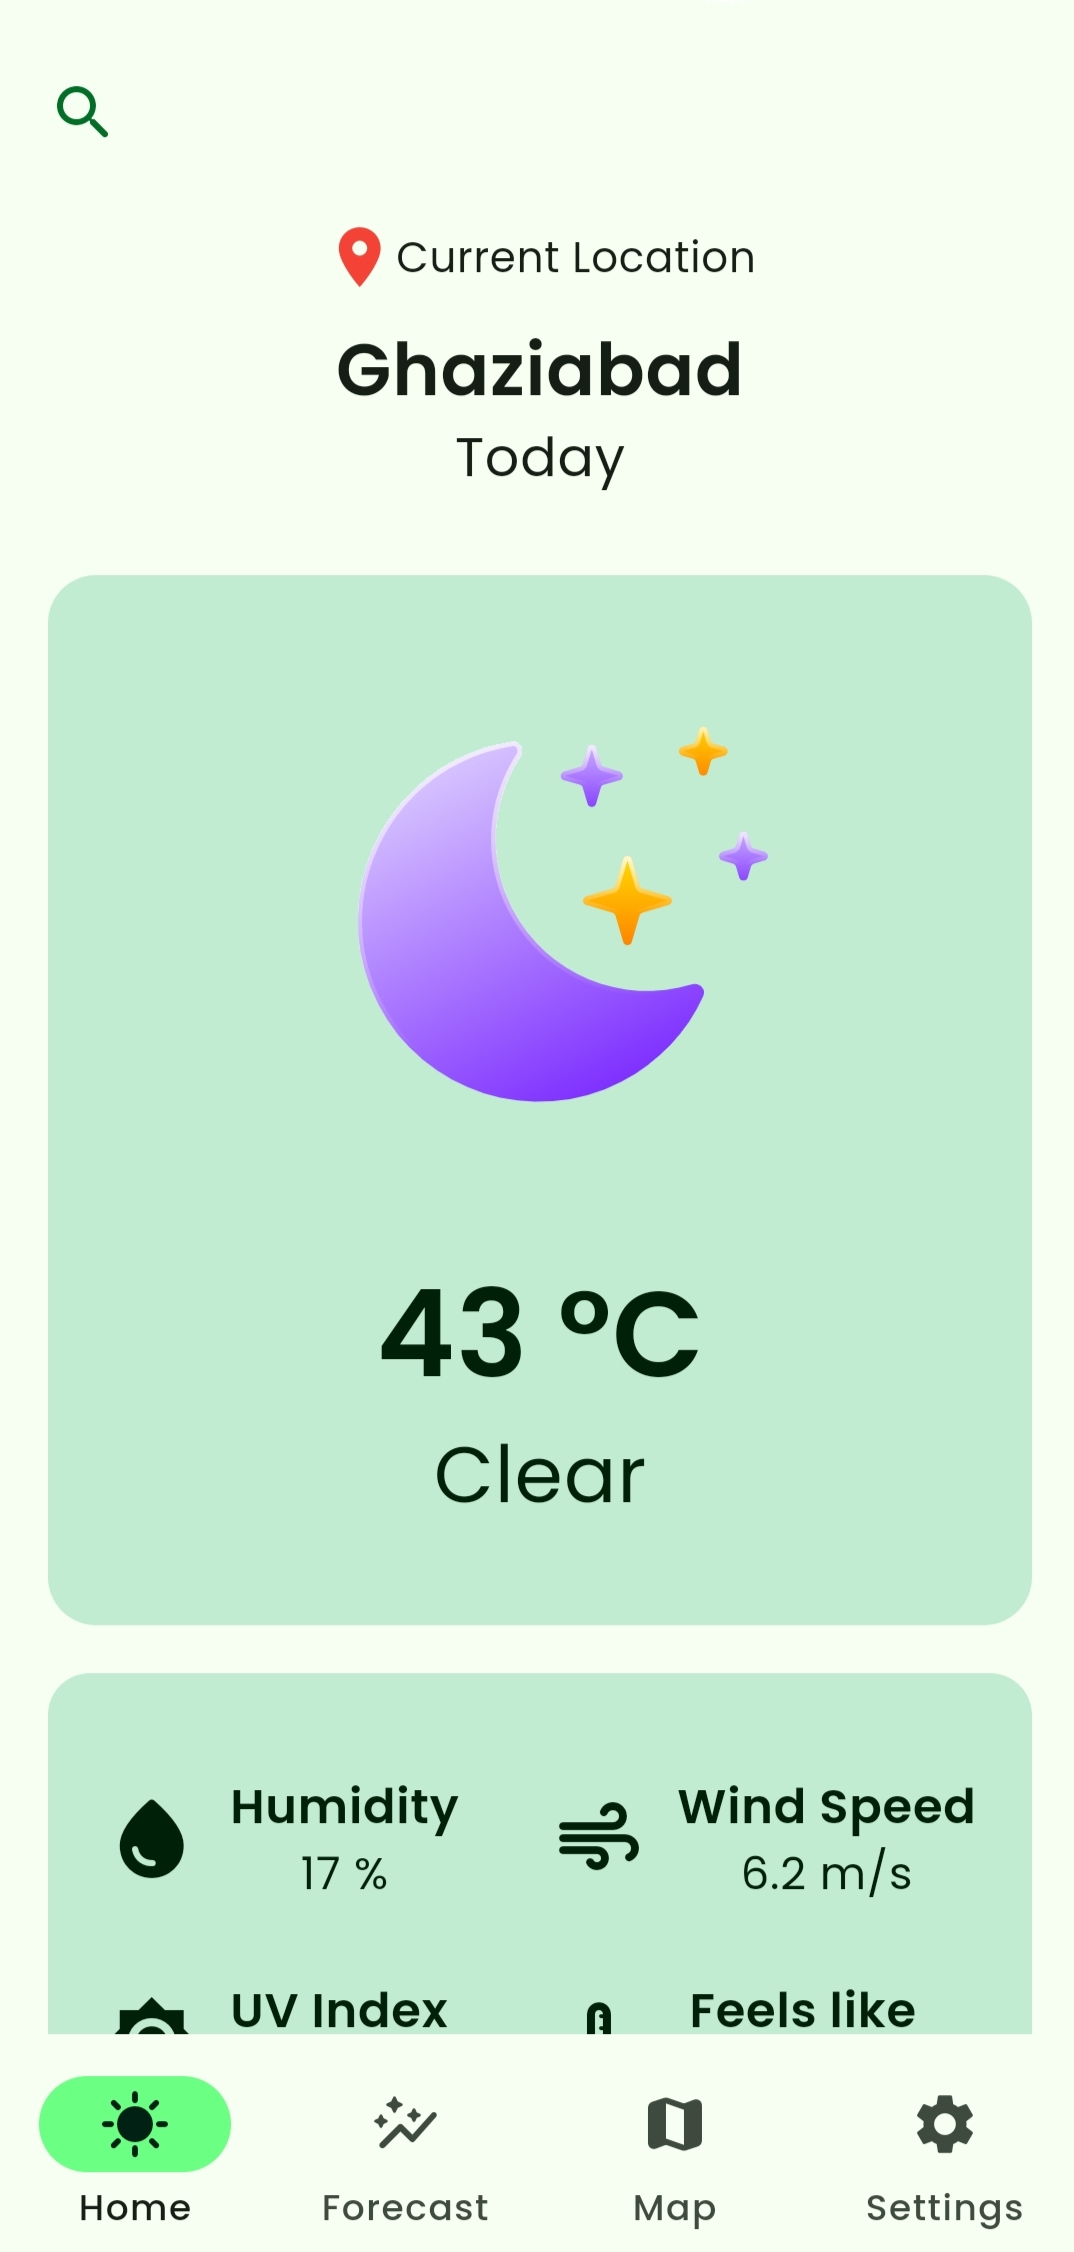 Current Location
Ghaziabad
Today
43 °C
Clear
Humidity
17 %
Wind Speed
6.2 m/s
UV Index
Feels like
Home
Forecast
Map
Settings